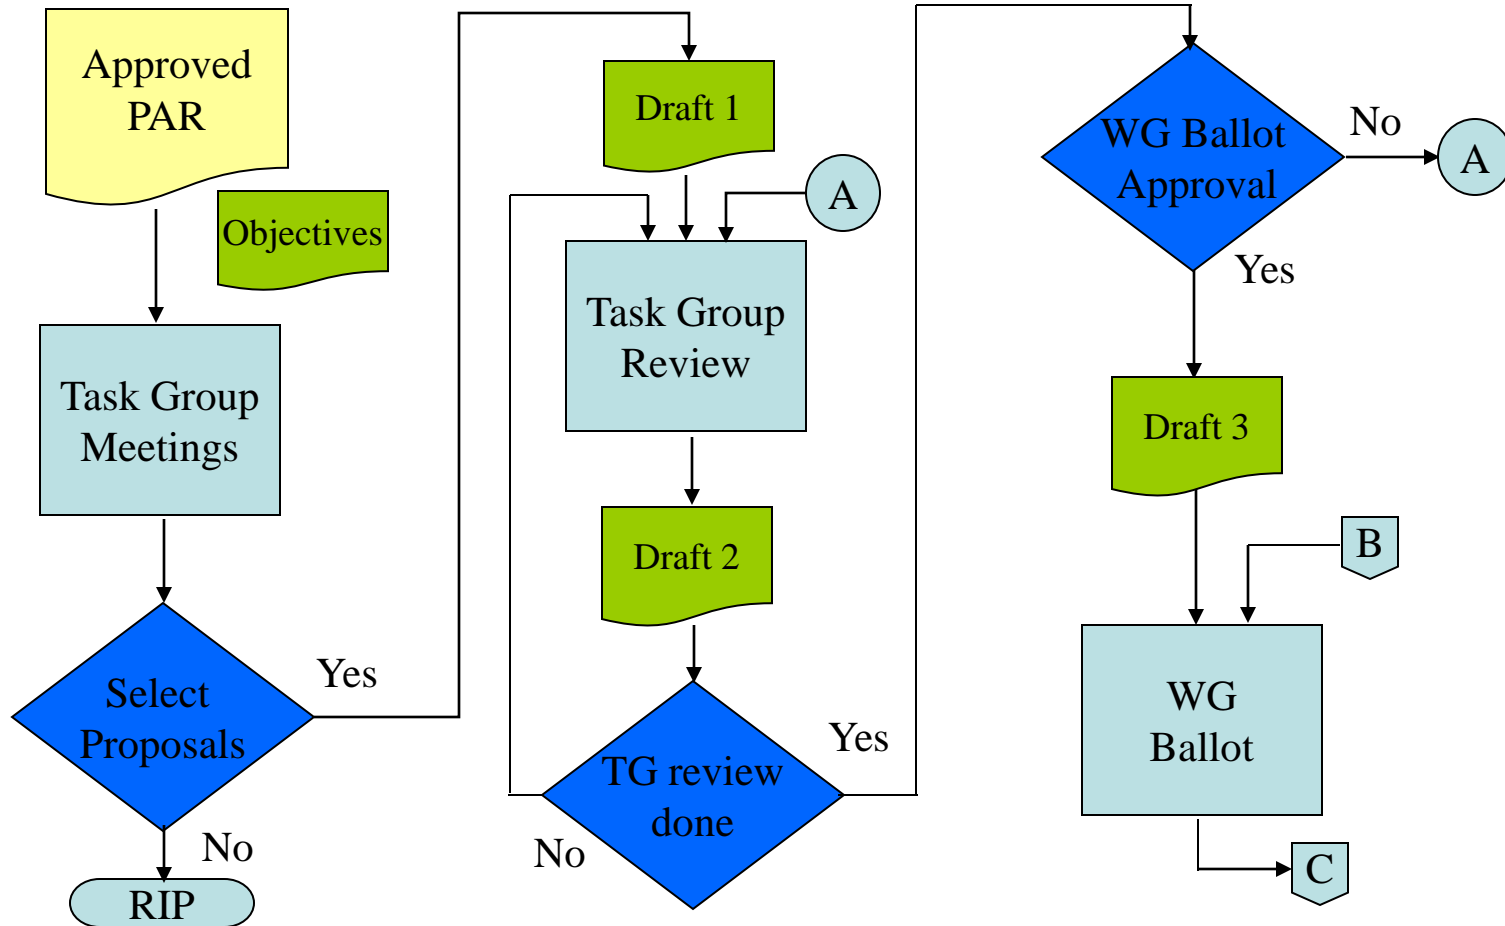 Approved
PAR
Objectives
Task Group
Meetings
Select
Proposals
Yes
No
RIP
Draft 1
A
Task Group
Review
Draft 2
TG review
done
Yes
No
WG Ballot
Approval
No
A
Yes
Draft 3
B
WG
Ballot
C